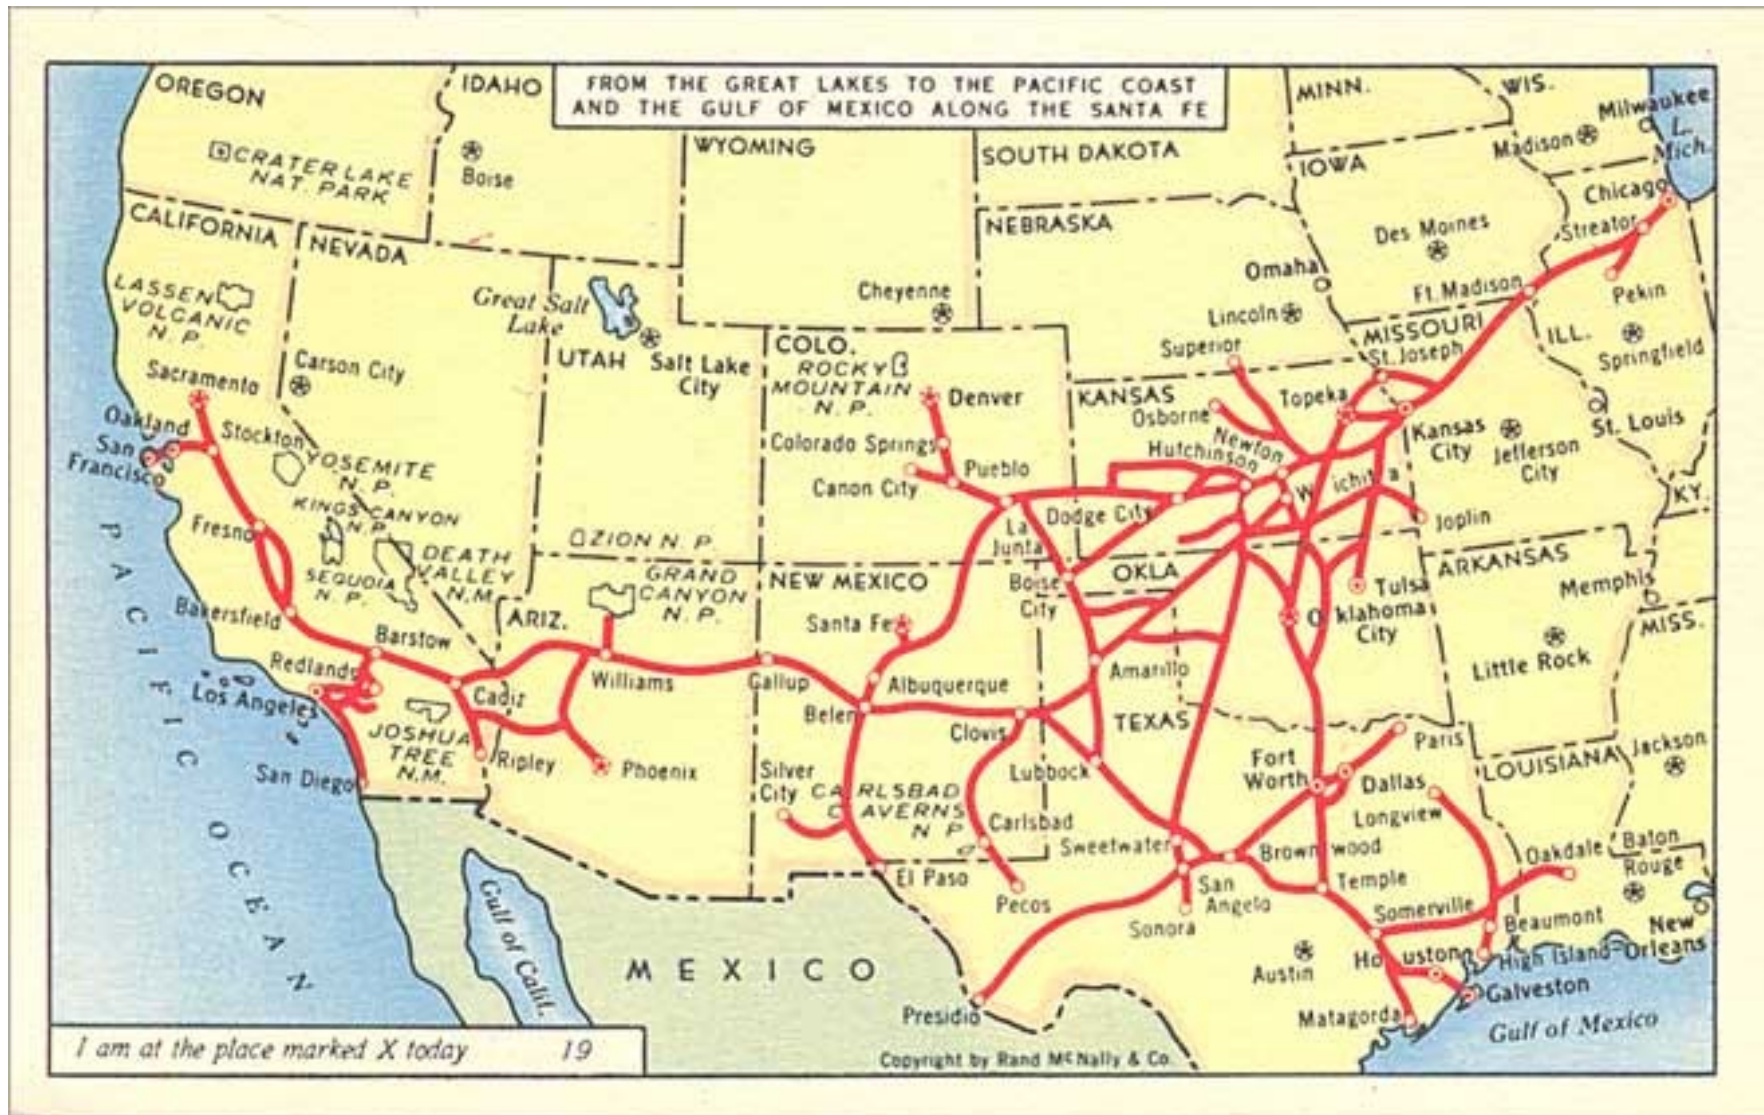 FROM THE GREAT LAKES TO THE PACIFIC COAST
AND THE GULF OF MEXICO ALONG THE SANTA FE
OREGON
IDAHO
MINN.
WIS.
Milwaukee
L.
Mich.
Madison
WYOMING
SOUTH DAKOTA
IOWA
CRATER LAKE
NAT. PARK
Boise
Chicago
CALIFORNIA
NEVADA
NEBRASKA
Des Moines
Streator
LASSEN
VOLCANIC
N. P.
Great Salt
Lake
Cheyenne
Omaha
Ft. Madison
Pekin
Lincoln
MISSOURI
ILL.
Springfield
UTAH
Salt Lake
City
COLO.
ROCKY
MOUNTAIN
N. P.
Superior
St. Joseph
Carson City
Sacramento
Denver
KANSAS
Osborne
Topeka
Oakland
Stockton
San
Francisco
Colorado Springs
Newton
Hutchinson
Kansas
City
Jefferson
City
St. Louis
YOSEMITE
N. P.
Pueblo
Canon City
Wichita
KY.
KINGS CANYON
N. P.
Fresno
La
Junta
Dodge City
Joplin
ZION N. P.
DEATH
VALLEY
N.M.
SEQUOIA
N. P.
GRAND
CANYON
N. P.
NEW MEXICO
Boise
City
OKLA
Tulsa
ARKANSAS
Memphis
Bakersfield
ARIZ.
Santa Fe
Oklahoma
City
MISS.
Barstow
Redlands
Los Angeles
Cadiz
Williams
Gallup
Albuquerque
Amarillo
Little Rock
Belen
JOSHUA
TREE
N.M.
Clovis
TEXAS
Paris
Jackson
San Diego
Ripley
Phoenix
Silver
City
CARLSBAD
CAVERNS
N P
Lubbock
Fort
Worth
Dallas
LOUISIANA
Longview
Carlsbad
Sweetwater
Brownwood
Oakdale
Baton
Rouge
El Paso
Pecos
San
Angelo
Temple
Sonora
Somerville
Beaumont
New
Orleans
PACIFIC OCEAN
Gulf of Calif.
MEXICO
Austin
Houston
High Island
Presidio
Galveston
Matagorda
Gulf of Mexico
I am at the place marked X today 19
Copyright by Rand McNally & Co.